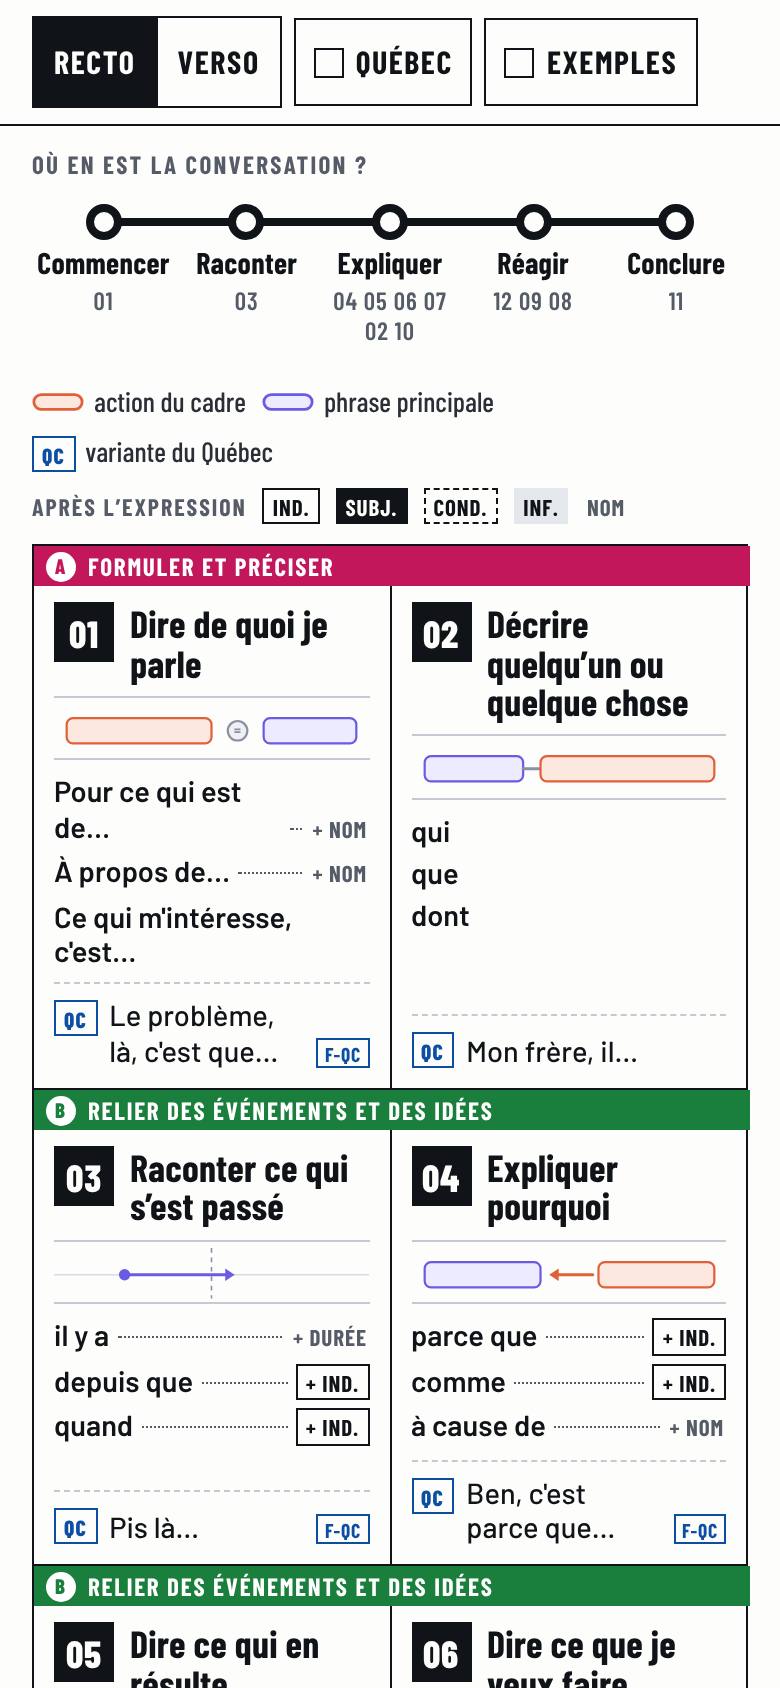 RECTO VERSO QUÉBEC EXEMPLES
OÙ EN EST LA CONVERSATION ?
Commencer Raconter Expliquer Réagir Conclure
01 03 04 05 06 07 12 09 08 11
02 10
action du cadre phrase principale
QC variante du Québec
APRÈS L’EXPRESSION IND. SUBJ. COND. INF. NOM
A FORMULER ET PRÉCISER
01 Dire de quoi je
parle
=
Pour ce qui est
de... + NOM
À propos de... + NOM
Ce qui m'intéresse,
c'est...
QC Le problème,
là, c'est que... F-QC
02 Décrire
quelqu’un ou
quelque chose
qui
que
dont
QC Mon frère, il...
B RELIER DES ÉVÉNEMENTS ET DES IDÉES
03 Raconter ce qui
s’est passé
il y a + DURÉE
depuis que + IND.
quand + IND.
QC Pis là... F-QC
04 Expliquer
pourquoi
parce que + IND.
comme + IND.
à cause de + NOM
QC Ben, c'est
parce que... F-QC
B RELIER DES ÉVÉNEMENTS ET DES IDÉES
05 Dire ce qui en
résulte
06 Dire ce que je
veux faire